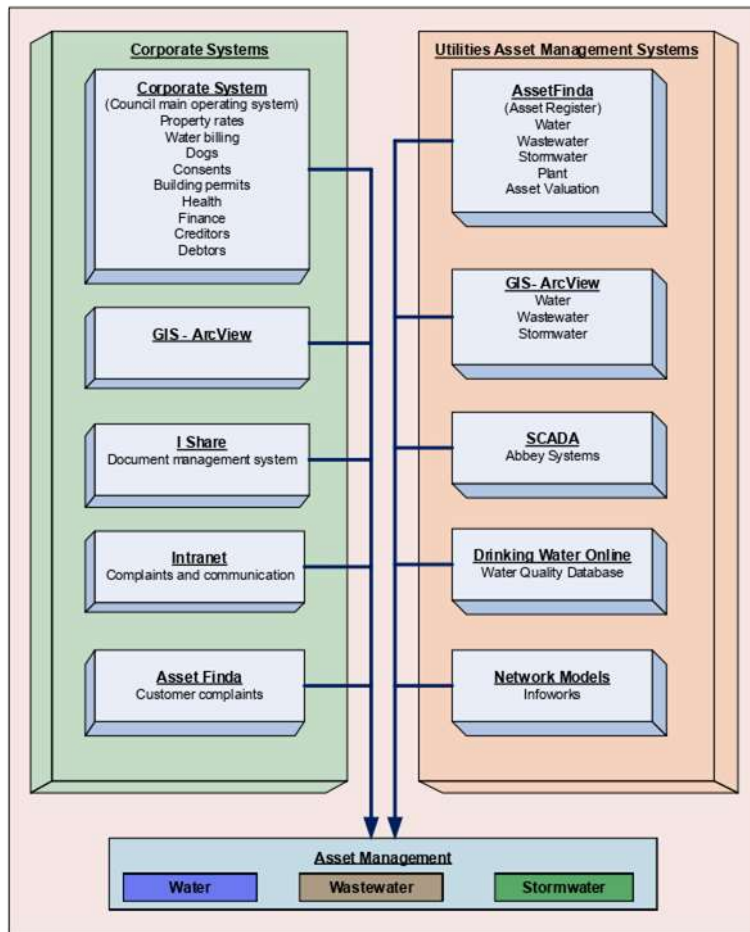 Corporate Systems
Corporate System
(Council main operating system)
Property rates
Water billing
Dogs
Consents
Building permits
Health
Finance
Creditors
Debtors
GIS - ArcView
I Share
Document management system
Intranet
Complaints and communication
Asset Finda
Customer complaints
Utilities Asset Management Systems
AssetFinda
(Asset Register)
Water
Wastewater
Stormwater
Plant
Asset Valuation
GIS- ArcView
Water
Wastewater
Stormwater
SCADA
Abbey Systems
Drinking Water Online
Water Quality Database
Network Models
Infoworks
Asset Management
Water
Wastewater
Stormwater